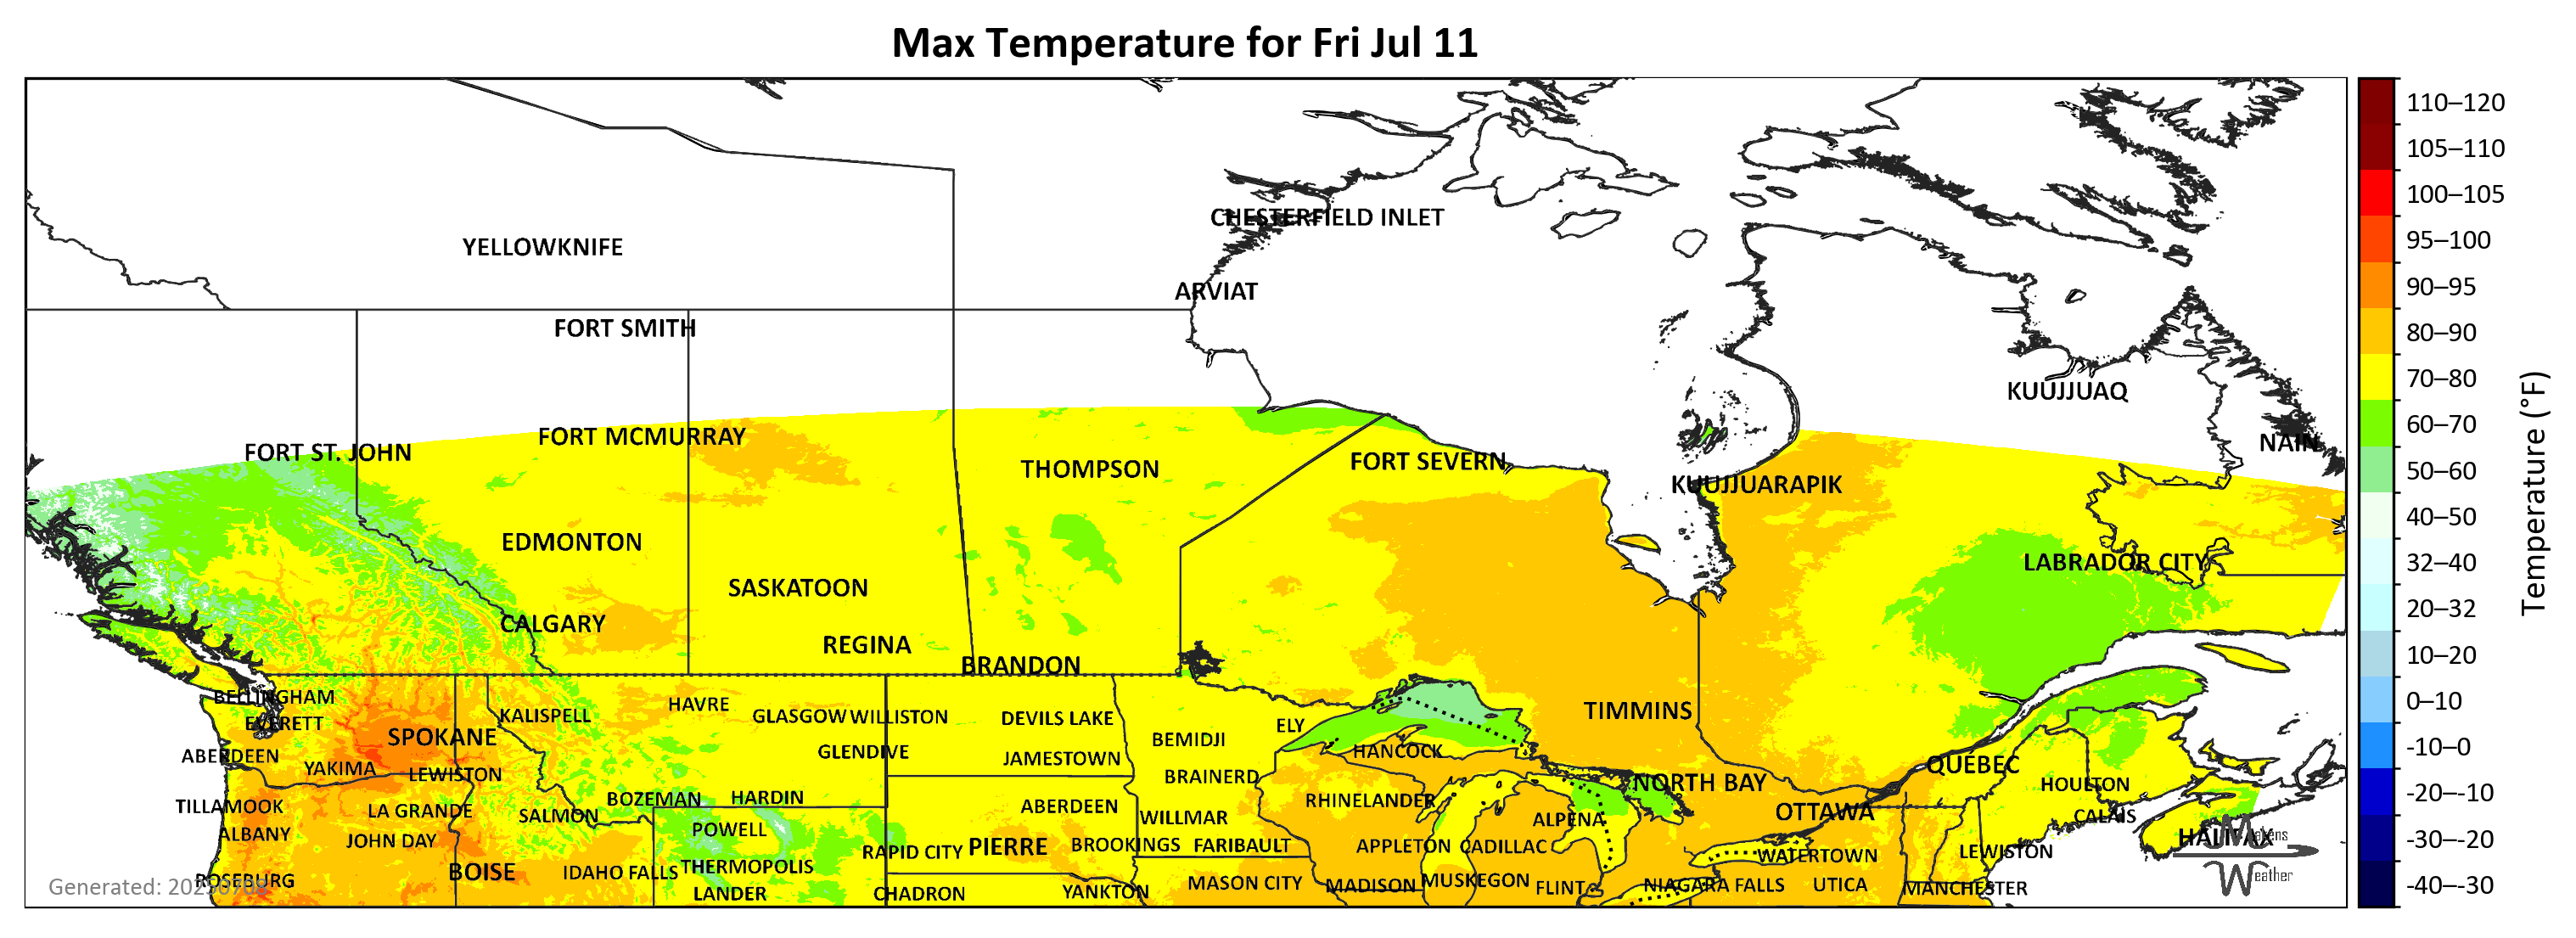 Max Temperature for Fri Jul 11
CHESTERFIELD INLET
YELLOWKNIFE
ARVIAT
FORT SMITH
KUUJJUAQ
FORT MCMURRAY
NAIN
FORT ST. JOHN
FORT SEVERN
THOMPSON
KUUJJUARAPIK
EDMONTON
LABRADOR CITY
SASKATOON
CALGARY
REGINA
BRANDON
BELLINGHAM
HAVRE
TIMMINS
KALISPELL
GLASGOW WILLISTON
DEVILS LAKE
EVERETT
ELY
SPOKANE
BEMIDJI
GLENDIVE
HANCOCK
ABERDEEN
JAMESTOWN
QUÉBEC
YAKIMA
LEWISTON
BRAINERD
NORTH BAY
HOULTON
BOZEMAN
HARDIN
RHINELANDER
TILLAMOOK
ABERDEEN
LA GRANDE
OTTAWA
SALMON
CALAIS
WILLMAR
ALPENA
POWELL
ALBANY
HALIFAX
Makens
JOHN DAY
BROOKINGS
FARIBAULT
APPLETON
CADILLAC
PIERRE
RAPID CITY
LEWISTON
WATERTOWN
THERMOPOLIS
BOISE
IDAHO FALLS
Weather
ROSEBURG
MUSKEGON
MASON CITY
MADISON
NIAGARA FALLS
UTICA
FLINT
MANCHESTER
Generated: 20250708
LANDER
CHADRON
YANKTON
110–120
105–110
100–105
95–100
90–95
80–90
70–80
60–70
50–60
40–50
32–40
20–32
10–20
0–10
-10–0
-20–-10
-30–-20
-40–-30
Temperature (°F)